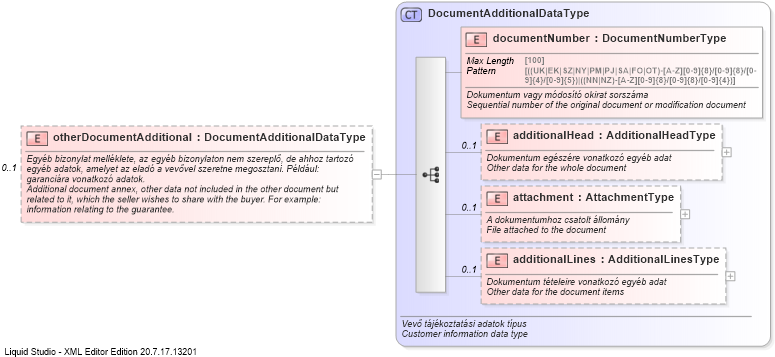 CT DocumentAdditionalDataType
E documentNumber : DocumentNumberType
Max Length [100]
Pattern [((UK|EK|SZ|NY|PM|PJ|SA|FO|OT)-[A-Z][0-9]{8}/[0-9]{8}/[0-
9]{4}/[0-9]{5})|((NN|NZ)-[A-Z][0-9]{8}/[0-9]{8}/[0-9]{4})]
Dokumentum vagy módosító okirat sorszáma
Sequential number of the original document or modification document
0..1
E otherDocumentAdditional : DocumentAdditionalDataType
Egyéb bizonylat melléklete, az egyéb bizonylaton nem szereplő, de ahhoz tartozó
egyéb adatok, amelyet az eladó a vevővel szeretne megosztani. Például:
garanciára vonatkozó adatok.
Additional document annex, other data not included in the other document but
related to it, which the seller wishes to share with the buyer. For example:
information relating to the guarantee.
0..1
E additionalHead : AdditionalHeadType
Dokumentum egészére vonatkozó egyéb adat
Other data for the whole document
0..1
E attachment : AttachmentType
A dokumentumhoz csatolt állomány
File attached to the document
0..1
E additionalLines : AdditionalLinesType
Dokumentum tételeire vonatkozó egyéb adat
Other data for the document items
Vevő tájékoztatási adatok típus
Customer information data type
Liquid Studio - XML Editor Edition 20.7.17.13201